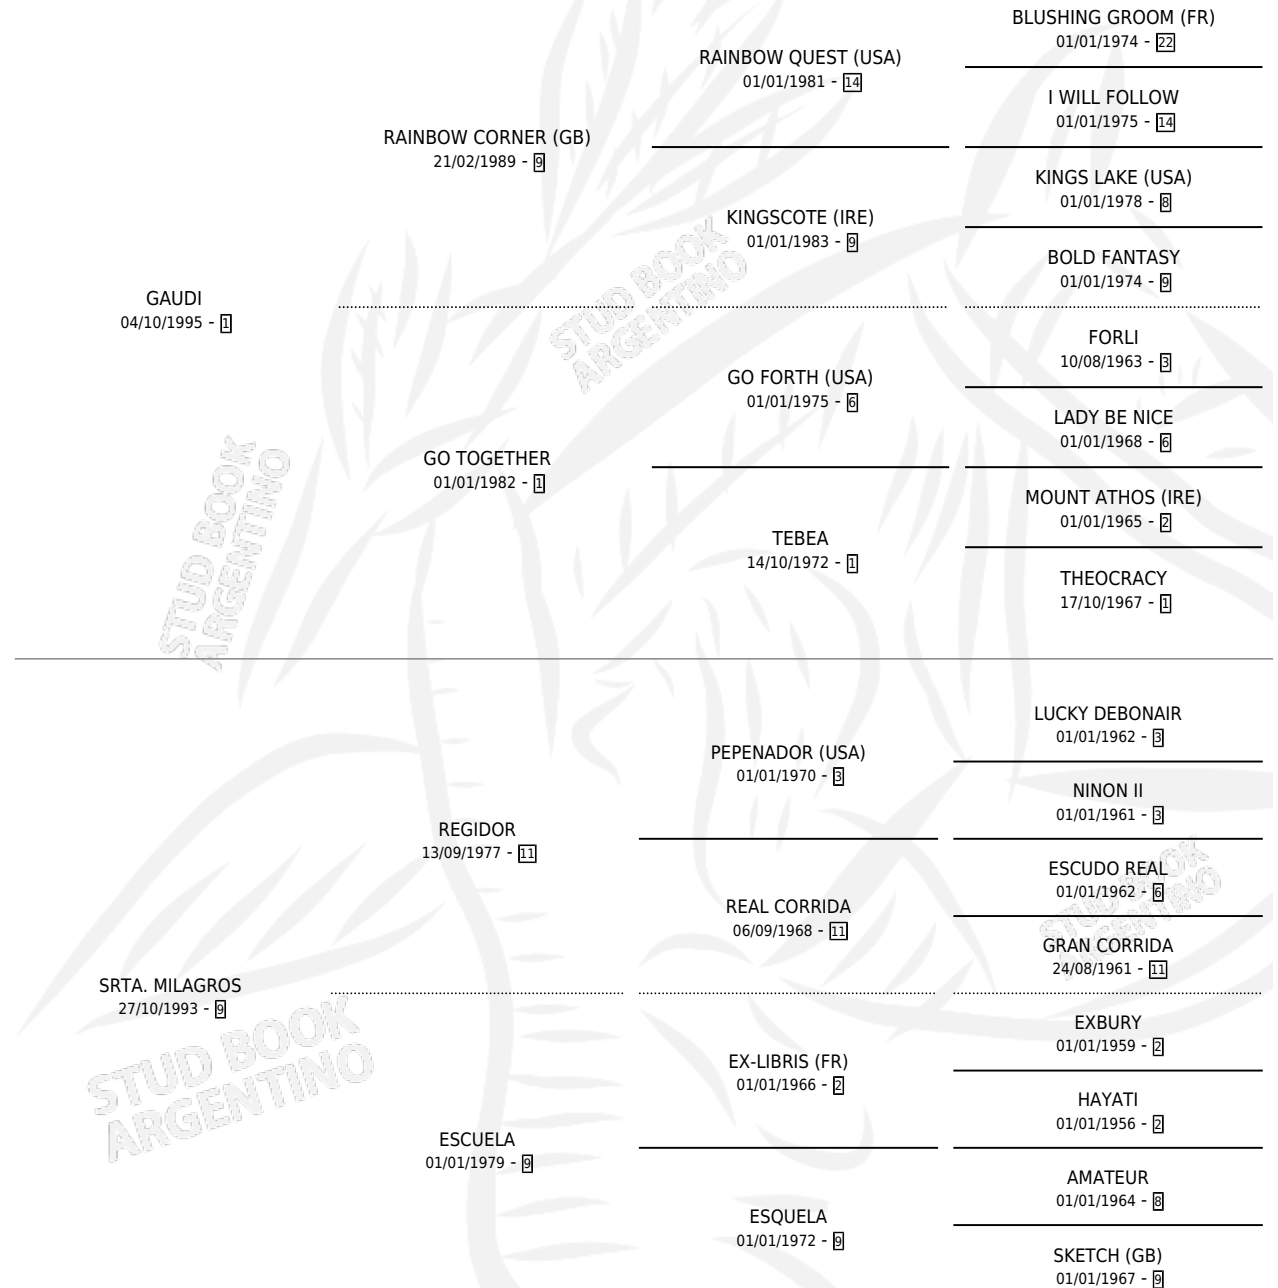 BLUSHING GROOM (FR)
01/01/1974 - 22
RAINBOW QUEST (USA)
01/01/1981 - 14
I WILL FOLLOW
01/01/1975 - 14
RAINBOW CORNER (GB)
21/02/1989 - 9
KINGS LAKE (USA)
01/01/1978 - 8
KINGSCOTE (IRE)
01/01/1983 - 9
BOLD FANTASY
01/01/1974 - 9
GAUDI
04/10/1995 - 1
FORLI
10/08/1963 - 3
GO FORTH (USA)
01/01/1975 - 6
LADY BE NICE
01/01/1968 - 6
GO TOGETHER
01/01/1982 - 1
MOUNT ATHOS (IRE)
01/01/1965 - 2
TEBEA
14/10/1972 - 1
THEOCRACY
17/10/1967 - 1
LUCKY DEBONAIR
01/01/1962 - 3
PEPENADOR (USA)
01/01/1970 - 3
NINON II
01/01/1961 - 3
REGIDOR
13/09/1977 - 11
ESCUDO REAL
01/01/1962 - 6
REAL CORRIDA
06/09/1968 - 11
GRAN CORRIDA
24/08/1961 - 11
SRTA. MILAGROS
27/10/1993 - 9
EXBURY
01/01/1959 - 2
EX-LIBRIS (FR)
01/01/1966 - 2
HAYATI
01/01/1956 - 2
ESCUELA
01/01/1979 - 9
AMATEUR
01/01/1964 - 8
ESQUELA
01/01/1972 - 9
SKETCH (GB)
01/01/1967 - 9
STUD BOOK
ARGENTINO
STUD BOOK
ARGENTINO
STUD BOOK
ARGENTINO
STUD BOOK
ARGENTINO